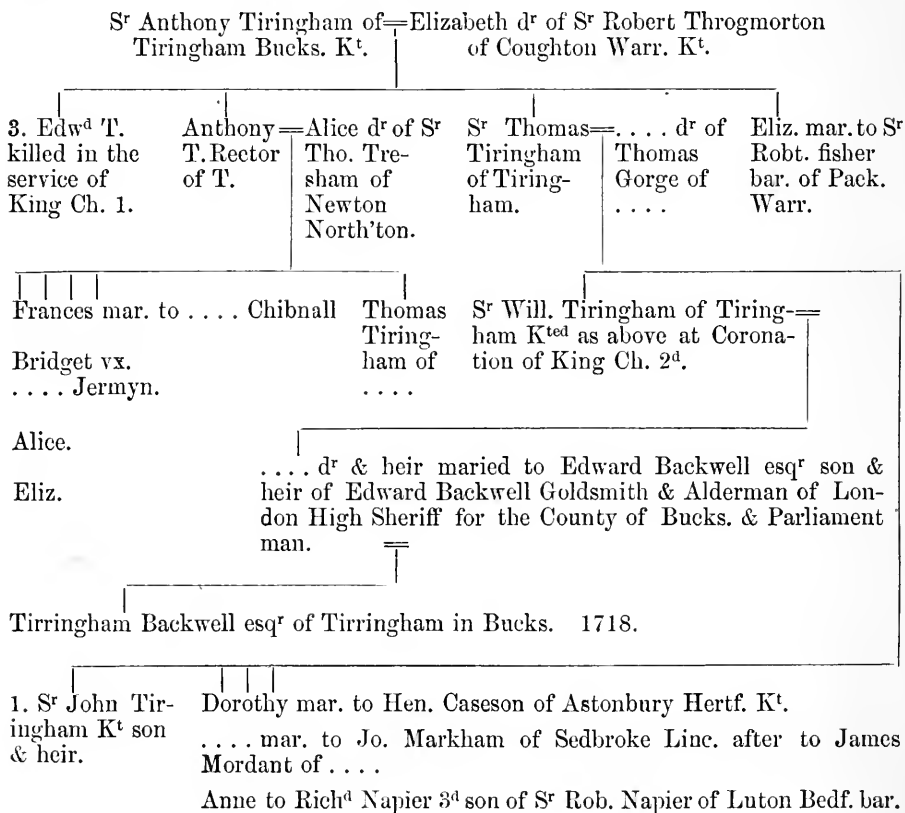 Sʳ Anthony Tiringham of=Elizabeth dʳ of Sʳ Robert Throgmorton
Tiringham Bucks. Kᵗ. of Coughton Warr. Kᵗ.
3. Edwᵈ T.
killed in the
service of
King Ch. 1.
Anthony=Alice dʳ of Sʳ
T. Rector Tho. Tre-
of T. sham of
Newton
North'ton.
Sʳ Thomas=. . . . dʳ of
Tiringham Thomas
of Tiring- Gorge of
ham. . . . .
Eliz. mar. to Sʳ
Robt. fisher
bar. of Pack.
Warr.
Frances mar. to . . . . Chibnall
Bridget vx.
. . . . Jermyn.
Alice.
Eliz.
Thomas
Tiring-
ham of
. . . .
Sʳ Will. Tiringham of Tiring-=
ham Kᵗᵉᵈ as above at Corona-
tion of King Ch. 2ᵈ.
. . . . dʳ & heir maried to Edward Backwell esqʳ son &
heir of Edward Backwell Goldsmith & Alderman of Lon-
don High Sheriff for the County of Bucks. & Parliament
man. =
Tirringham Backwell esqʳ of Tirringham in Bucks. 1718.
1. Sʳ John Tir-
ingham Kᵗ son
& heir.
Dorothy mar. to Hen. Caseson of Astonbury Hertf. Kᵗ.
. . . . mar. to Jo. Markham of Sedbroke Linc. after to James
Mordant of . . . .
Anne to Richᵈ Napier 3ᵈ son of Sʳ Rob. Napier of Luton Bedf. bar.